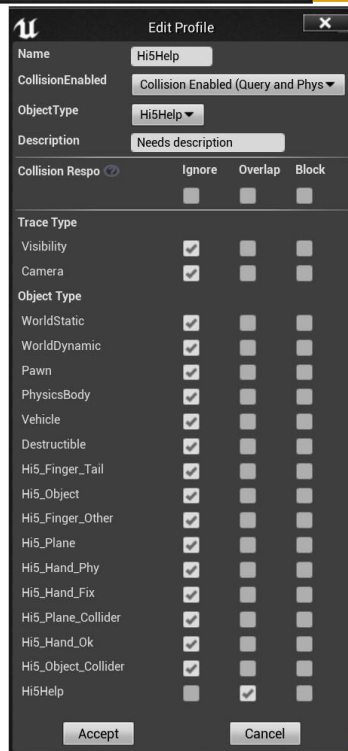 Edit Profile
Name Hi5Help
CollisionEnabled Collision Enabled (Query and Phys
ObjectType Hi5Help
Description Needs description
Collision Respo ? Ignore Overlap Block
Trace Type
Visibility
Camera
Object Type
WorldStatic
WorldDynamic
Pawn
PhysicsBody
Vehicle
Destructible
Hi5_Finger_Tail
Hi5_Object
Hi5_Finger_Other
Hi5_Plane
Hi5_Hand_Phy
Hi5_Hand_Fix
Hi5_Plane_Collider
Hi5_Hand_Ok
Hi5_Object_Collider
Hi5Help
Accept Cancel